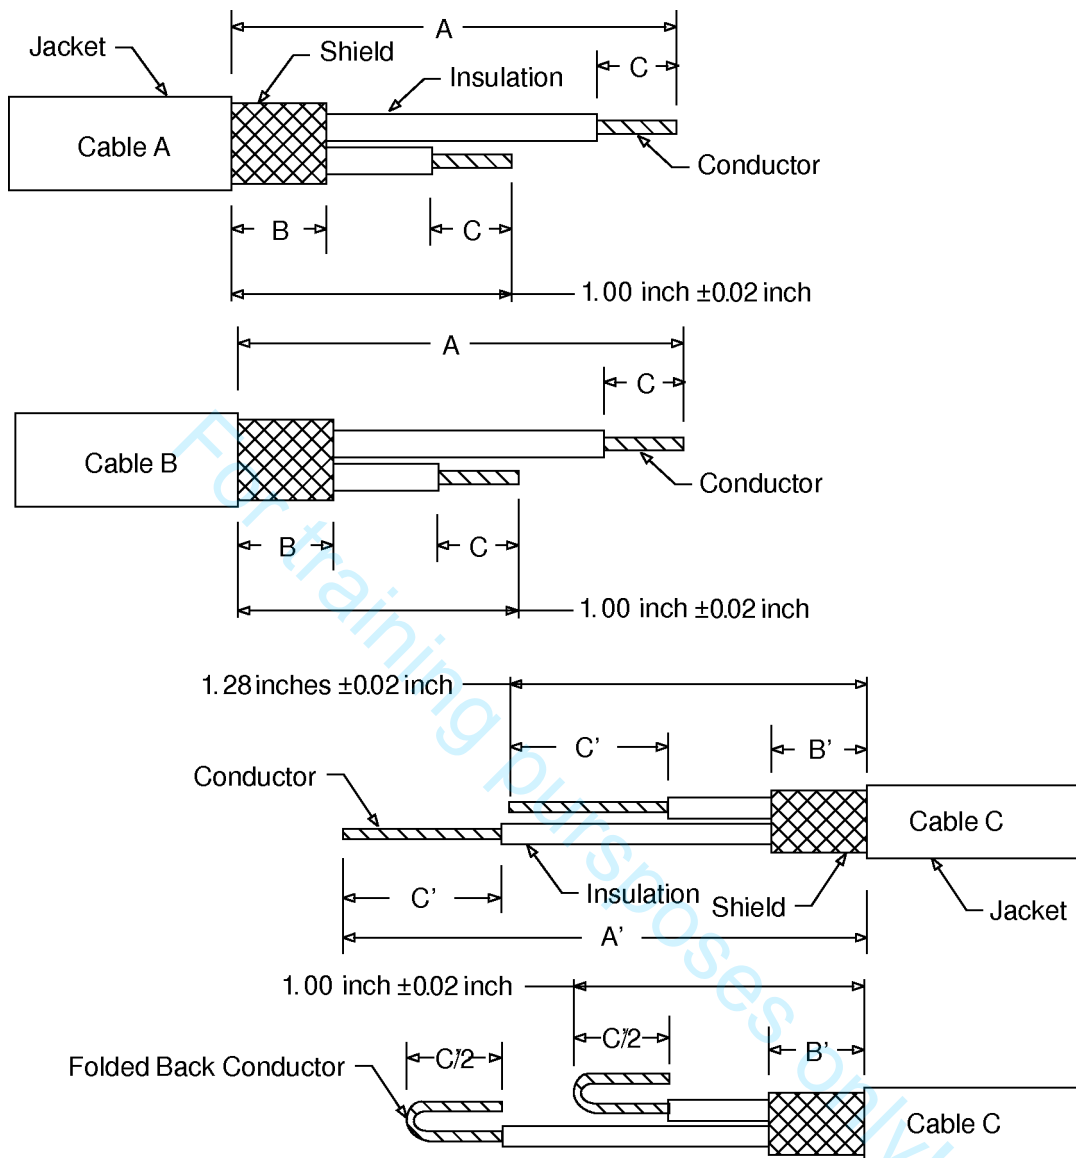 A
Jacket
Shield
C
Insulation
Cable A
Conductor
B
C
1.00 inch ±0.02 inch
A
C
Cable B
Conductor
B
C
1.00 inch ±0.02 inch
1.28 inches ±0.02 inch
C'
B'
Conductor
Cable C
Insulation
C'
Shield
Jacket
A'
1.00 inch ±0.02 inch
C'/2
C'/2
B'
Folded Back Conductor
Cable C
For training pursposes only!